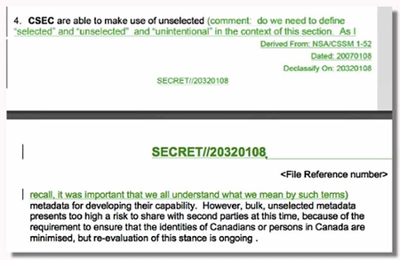 4. CSEC are able to make use of unselected (comment: do we need to define
"selected" and "unselected" and "unintentional" in the context of this section. As I
Derived From: NSA/CSSM 1-52
Dated: 20070108
Declassify On: 20320108
SECRET//20320108
SECRET//20320108
<File Reference number>
recall, it was important that we all understand what we mean by such terms)
metadata for developing their capability. However, bulk, unselected metadata
presents too high a risk to share with second parties at this time, because of the
requirement to ensure that the identities of Canadians or persons in Canada are
minimised, but re-evaluation of this stance is ongoing .